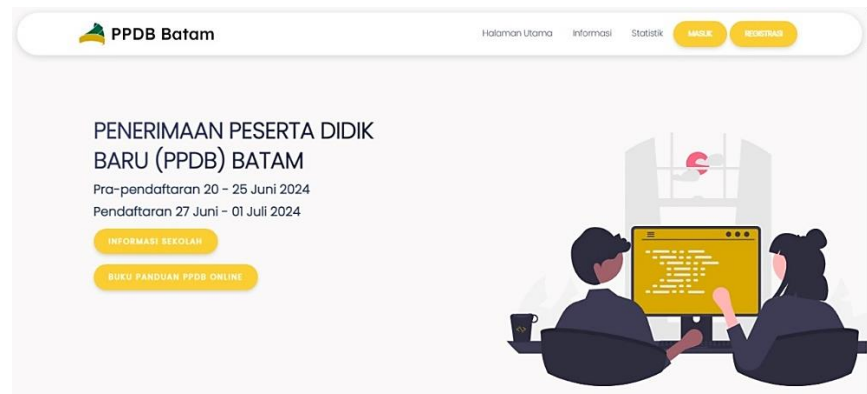 PPDB Batam
Halaman Utama Informasi Statistik MASUK REGISTRASI
PENERIMAAN PESERTA DIDIK
BARU (PPDB) BATAM
Pra-pendaftaran 20 - 25 Juni 2024
Pendaftaran 27 Juni - 01 Juli 2024
INFORMASI SEKOLAH
BUKU PANDUAN PPDB ONLINE